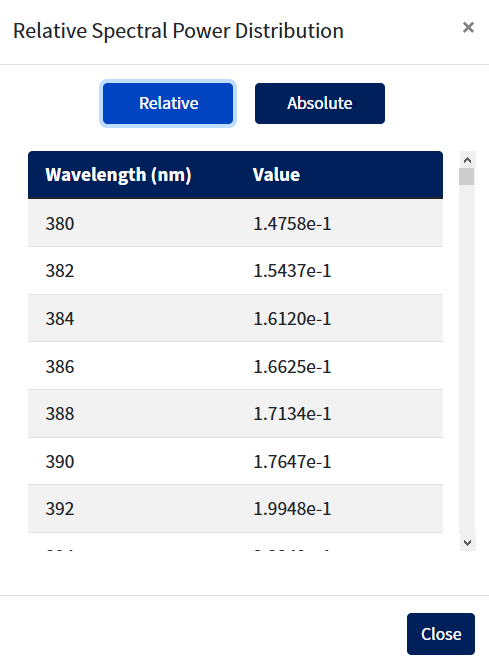 Relative Spectral Power Distribution ×
Relative Absolute
Wavelength (nm) Value
380 1.4758e-1
382 1.5437e-1
384 1.6120e-1
386 1.6625e-1
388 1.7134e-1
390 1.7647e-1
392 1.9948e-1
Close